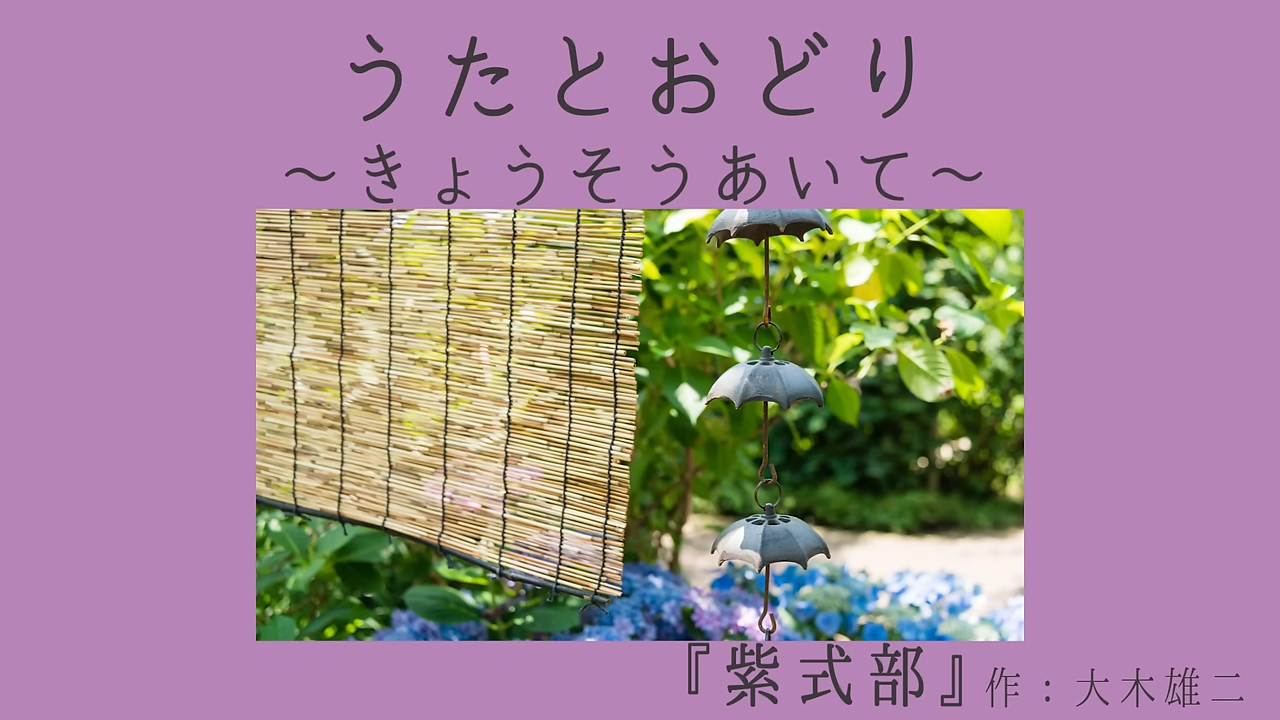 うたとおどり
～きょうそうあいて～
『紫式部』作：大木雄二